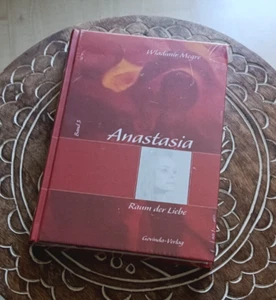 Wladimir Megre
Band 3
Anastasia
Raum der Liebe
Govinda-Verlag